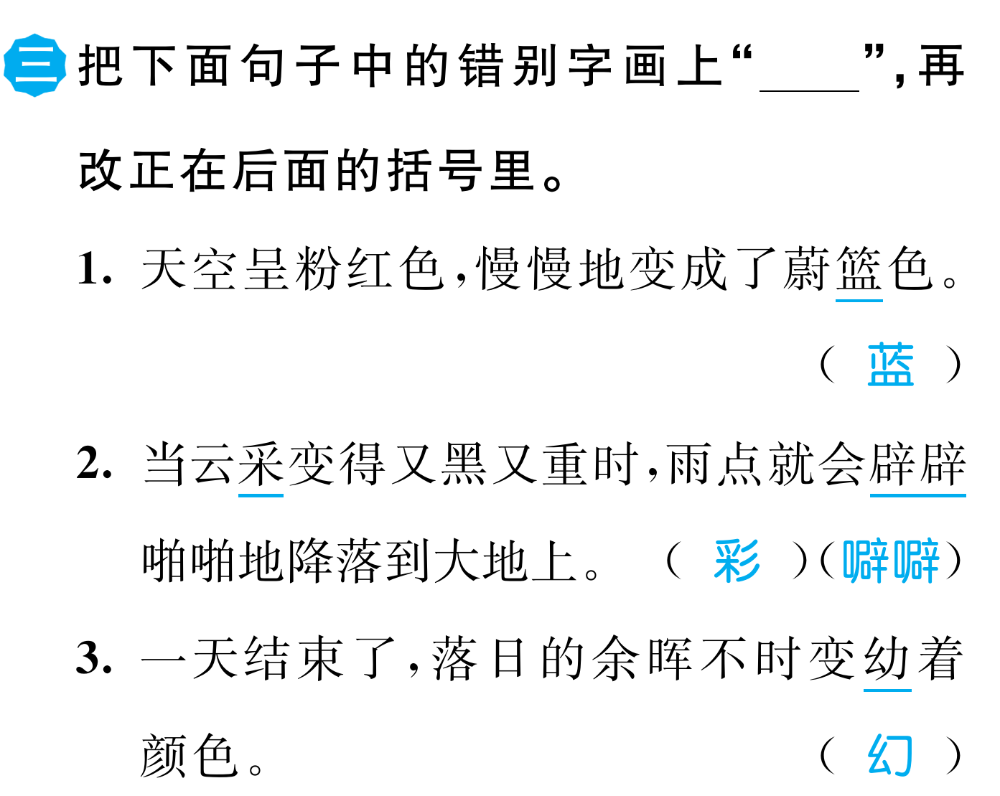 三 把下面句子中的错别字画上“____”,再
改正在后面的括号里。
1. 天空呈粉红色,慢慢地变成了蔚篮色。
( 蓝 )
2. 当云采变得又黑又重时,雨点就会辟辟
啪啪地降落到大地上。 ( 彩 )(噼噼)
3. 一天结束了,落日的余晖不时变幼着
颜色。 ( 幻 )